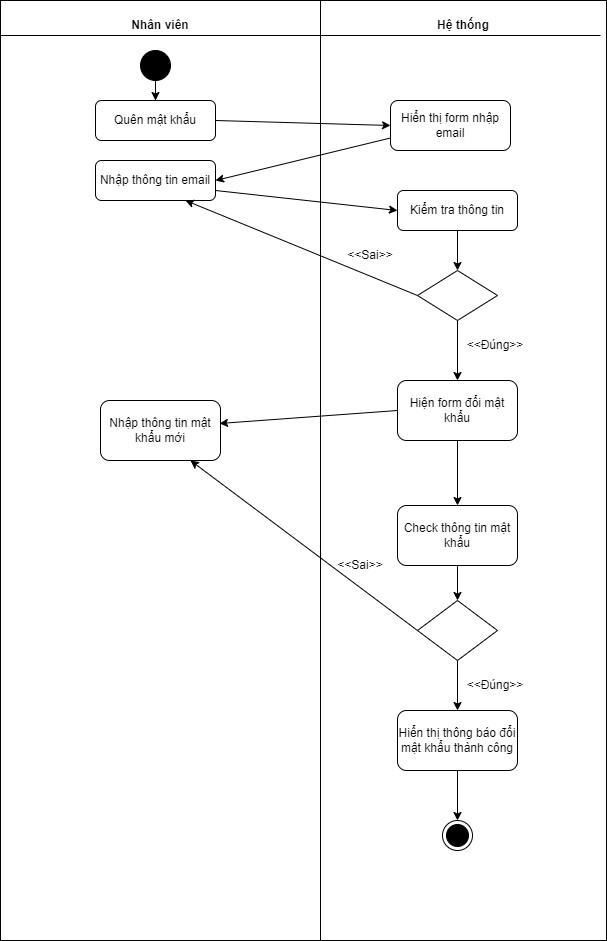 Nhân viên
Hệ thống
Quên mật khẩu
Hiển thị form nhập
email
Nhập thông tin email
Kiểm tra thông tin
<<Sai>>
<<Đúng>>
Hiện form đổi mật
khẩu
Nhập thông tin mật
khẩu mới
Check thông tin mật
khẩu
<<Sai>>
<<Đúng>>
Hiển thị thông báo đổi
mật khẩu thành công